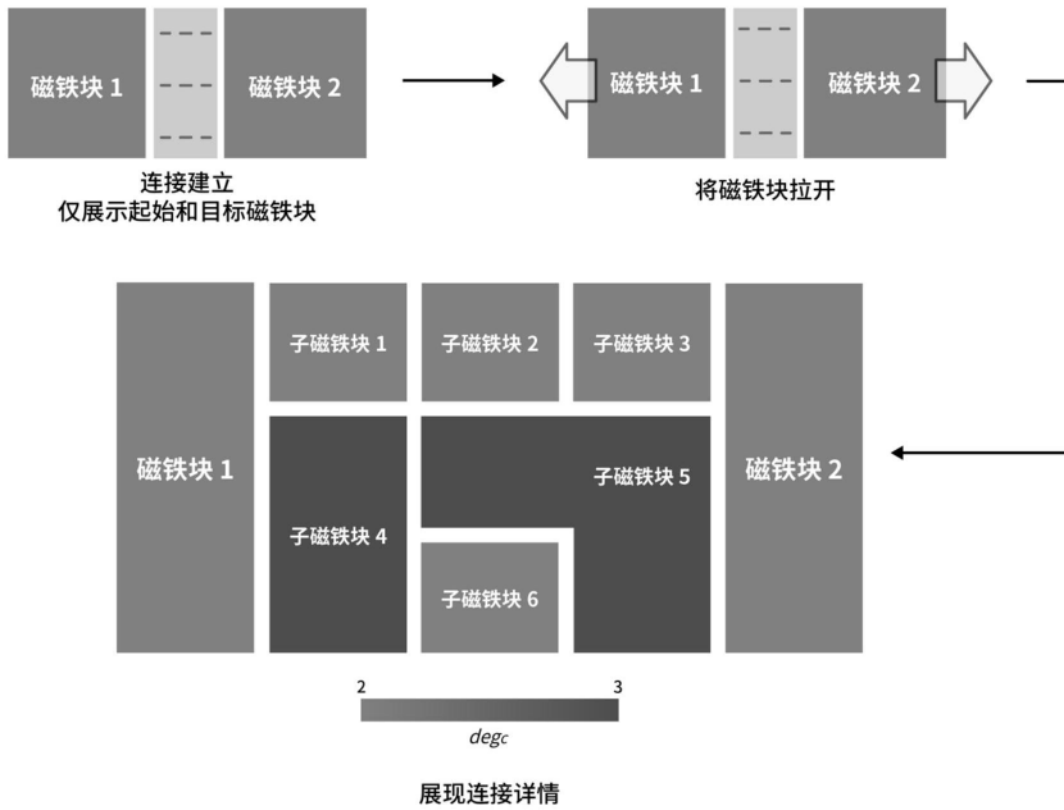 磁铁块 1
磁铁块 2
磁铁块 1
磁铁块 2
连接建立
仅展示起始和目标磁铁块
将磁铁块拉开
子磁铁块 1
子磁铁块 2
子磁铁块 3
磁铁块 1
子磁铁块 5
磁铁块 2
子磁铁块 4
子磁铁块 6
2
3
degc
展现连接详情